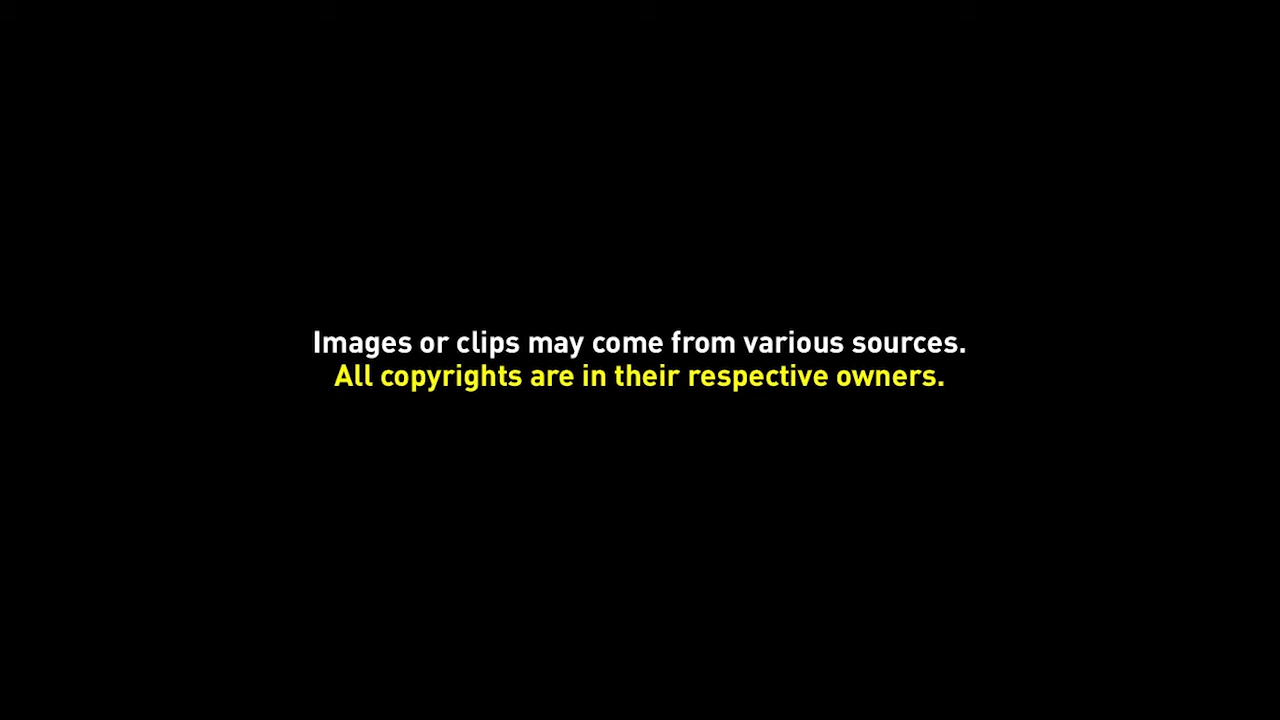 Images or clips may come from various sources.
All copyrights are in their respective owners.